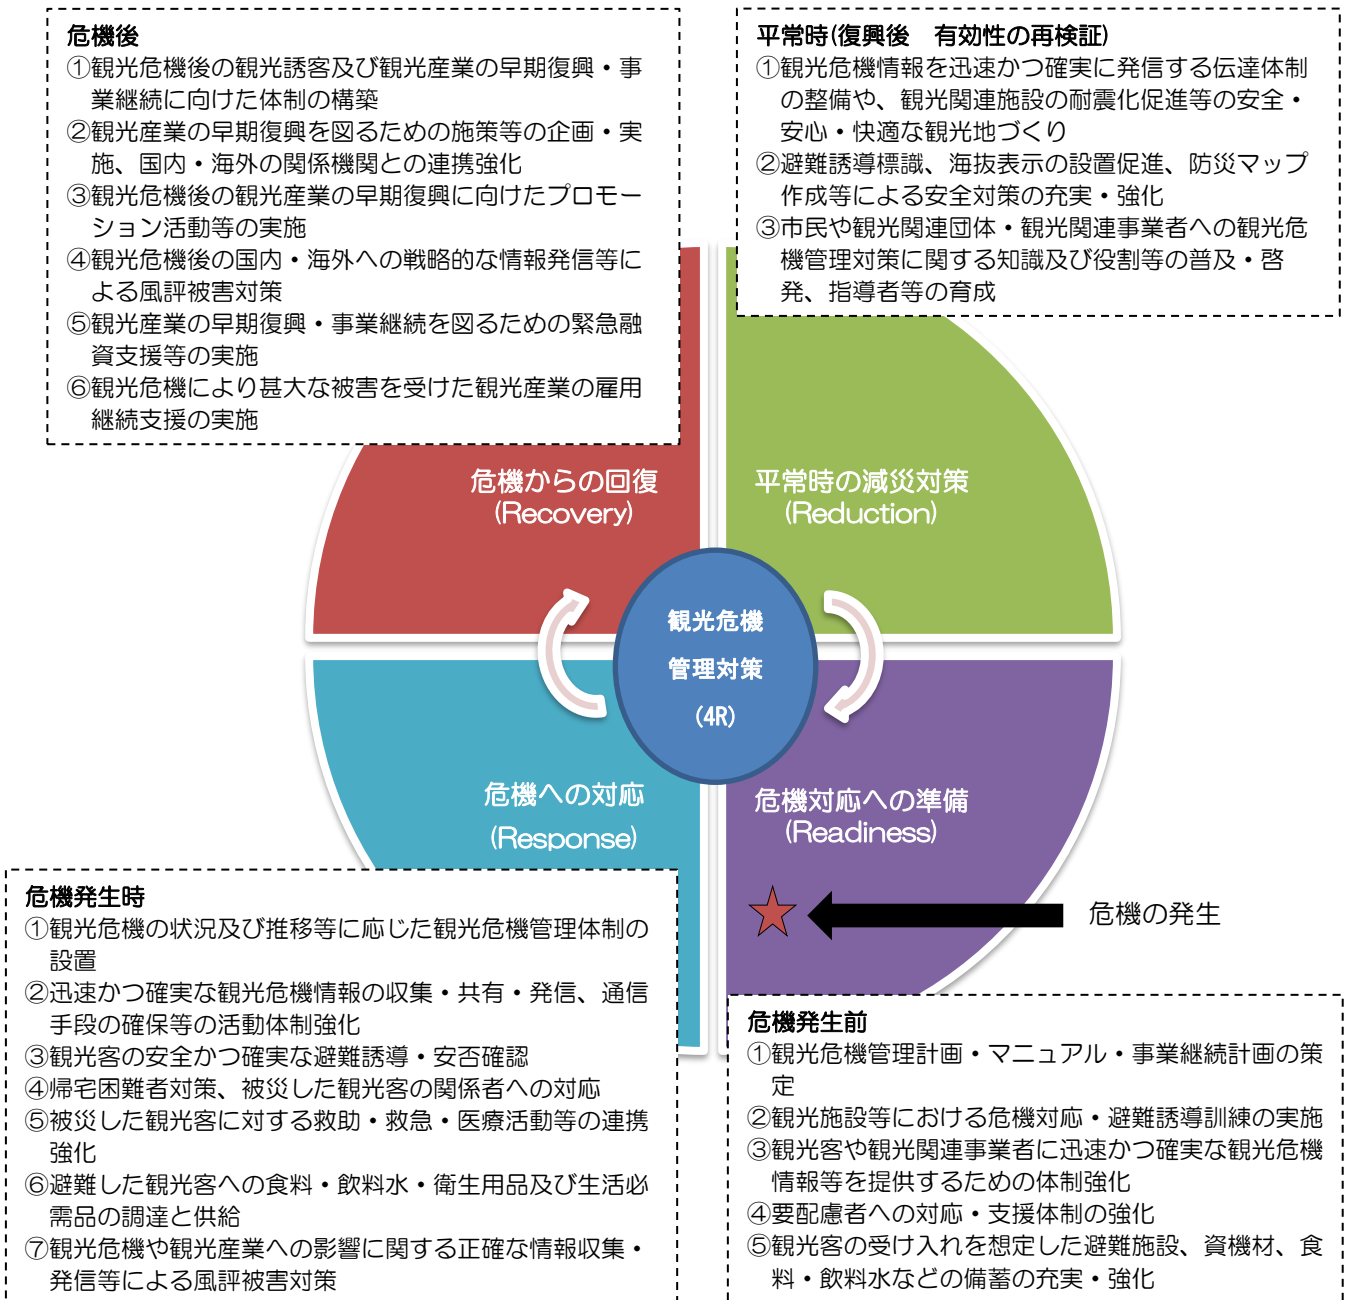 危機後
①観光危機後の観光誘客及び観光産業の早期復興・事
業継続に向けた体制の構築
②観光産業の早期復興を図るための施策等の企画・実
施、国内・海外の関係機関との連携強化
③観光危機後の観光産業の早期復興に向けたプロモー
ション活動等の実施
④観光危機後の国内・海外への戦略的な情報発信等に
よる風評被害対策
⑤観光産業の早期復興・事業継続を図るための緊急融
資支援等の実施
⑥観光危機により甚大な被害を受けた観光産業の雇用
継続支援の実施
平常時(復興後　有効性の再検証)
①観光危機情報を迅速かつ確実に発信する伝達体制
の整備や、観光関連施設の耐震化促進等の安全・
安心・快適な観光地づくり
②避難誘導標識、海抜表示の設置促進、防災マップ
作成等による安全対策の充実・強化
③市民や観光関連団体・観光関連事業者への観光危
機管理対策に関する知識及び役割等の普及・啓
発、指導者等の育成
危機からの回復
(Recovery)
平常時の減災対策
(Reduction)
観光危機
管理対策
(4R)
危機への対応
(Response)
危機対応への準備
(Readiness)
危機の発生
危機発生時
①観光危機の状況及び推移等に応じた観光危機管理体制の
設置
②迅速かつ確実な観光危機情報の収集・共有・発信、通信
手段の確保等の活動体制強化
③観光客の安全かつ確実な避難誘導・安否確認
④帰宅困難者対策、被災した観光客の関係者への対応
⑤被災した観光客に対する救助・救急・医療活動等の連携
強化
⑥避難した観光客への食料・飲料水・衛生用品及び生活必
需品の調達と供給
⑦観光危機や観光産業への影響に関する正確な情報収集・
発信等による風評被害対策
危機発生前
①観光危機管理計画・マニュアル・事業継続計画の策
定
②観光施設等における危機対応・避難誘導訓練の実施
③観光客や観光関連事業者に迅速かつ確実な観光危機
情報等を提供するための体制強化
④要配慮者への対応・支援体制の強化
⑤観光客の受け入れを想定した避難施設、資機材、食
料・飲料水などの備蓄の充実・強化